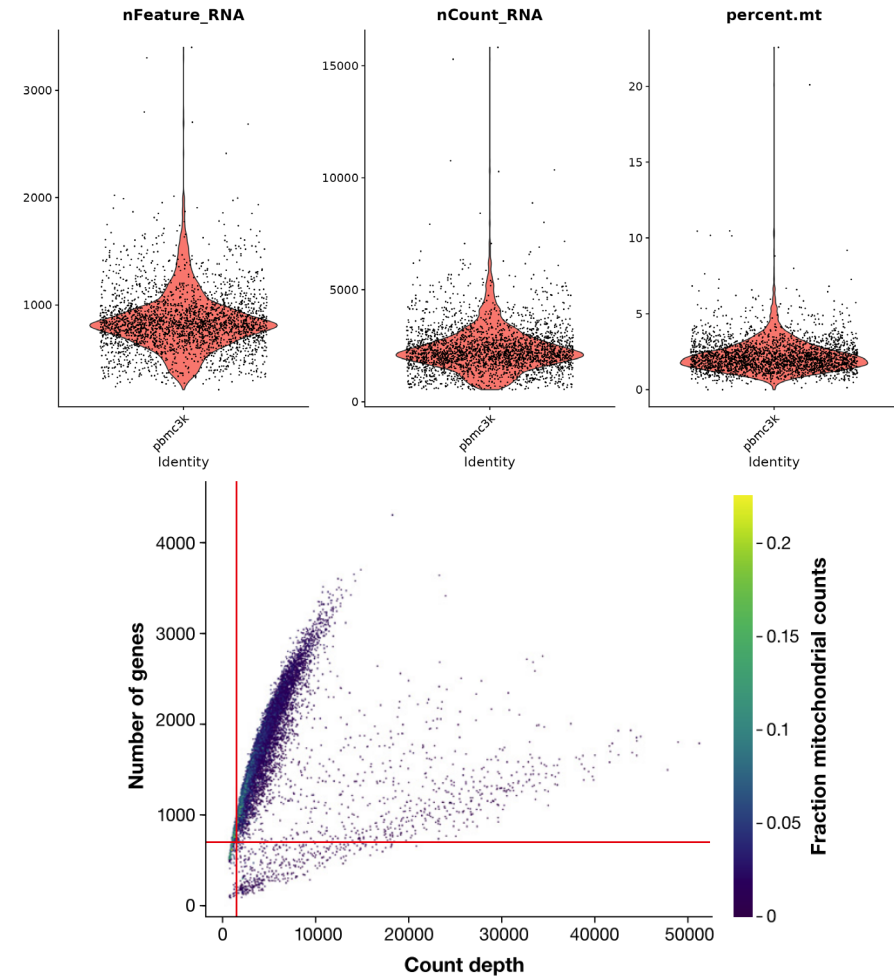 nFeature_RNA
3000
2000
1000
pbmc3k
Identity
nCount_RNA
15000
10000
5000
0
pbmc3k
Identity
percent.mt
20
15
10
5
0
pbmc3k
Identity
Number of genes
4000
3000
2000
1000
0
0 10000 20000 30000 40000 50000
Count depth
0.2
0.15
0.1
0.05
0
Fraction mitochondrial counts